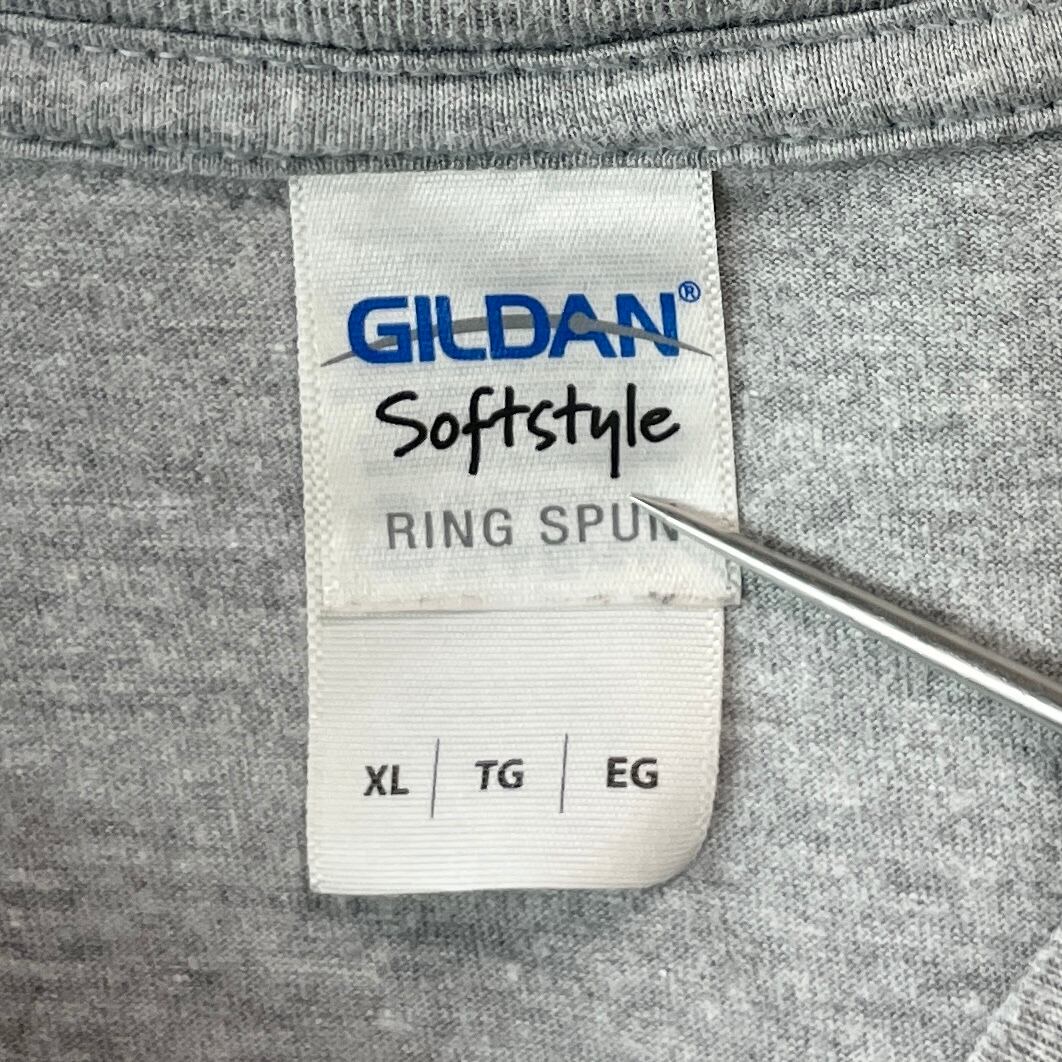 GILDAN®
Softstyle
RING SPUN
XL | TG | EG